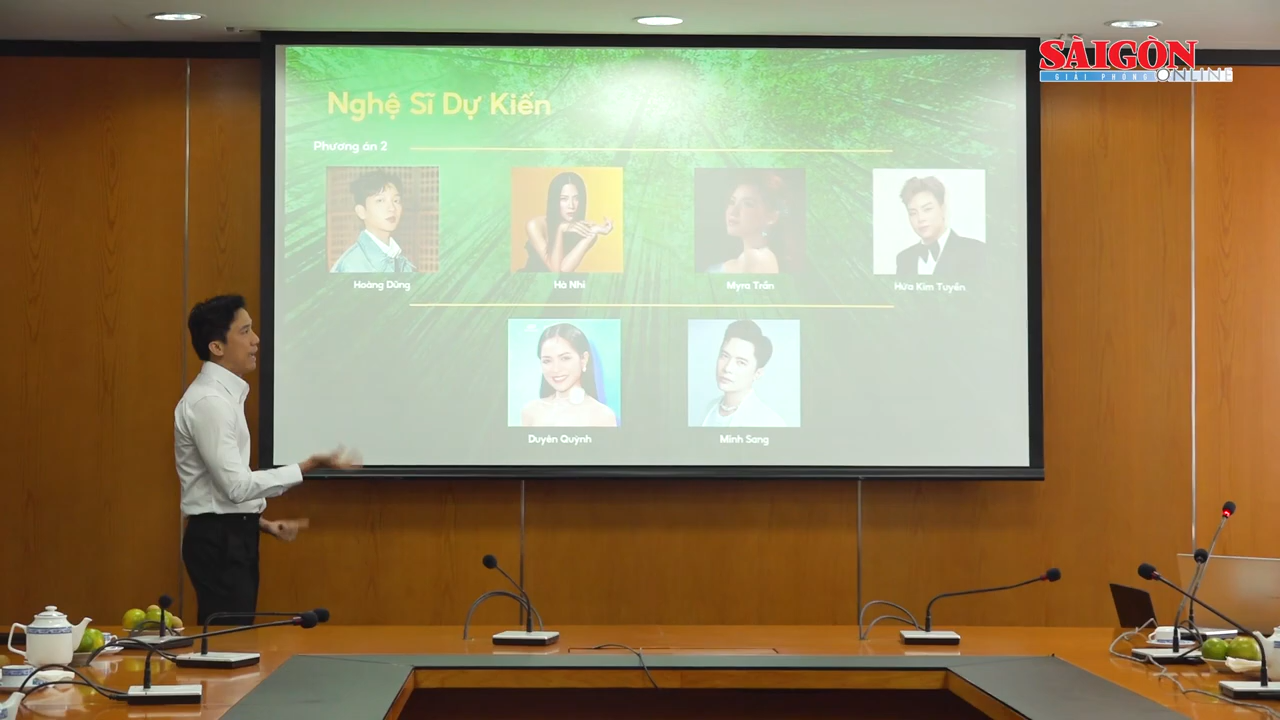 SÀIGÒN
GIẢI PHÓNG ONLINE
Nghệ Sĩ Dự Kiến
Phương án 2
Hoàng Dũng
Hà Nhi
Myra Trần
Hứa Kim Tuyền
Duyên Quỳnh
Minh Sang